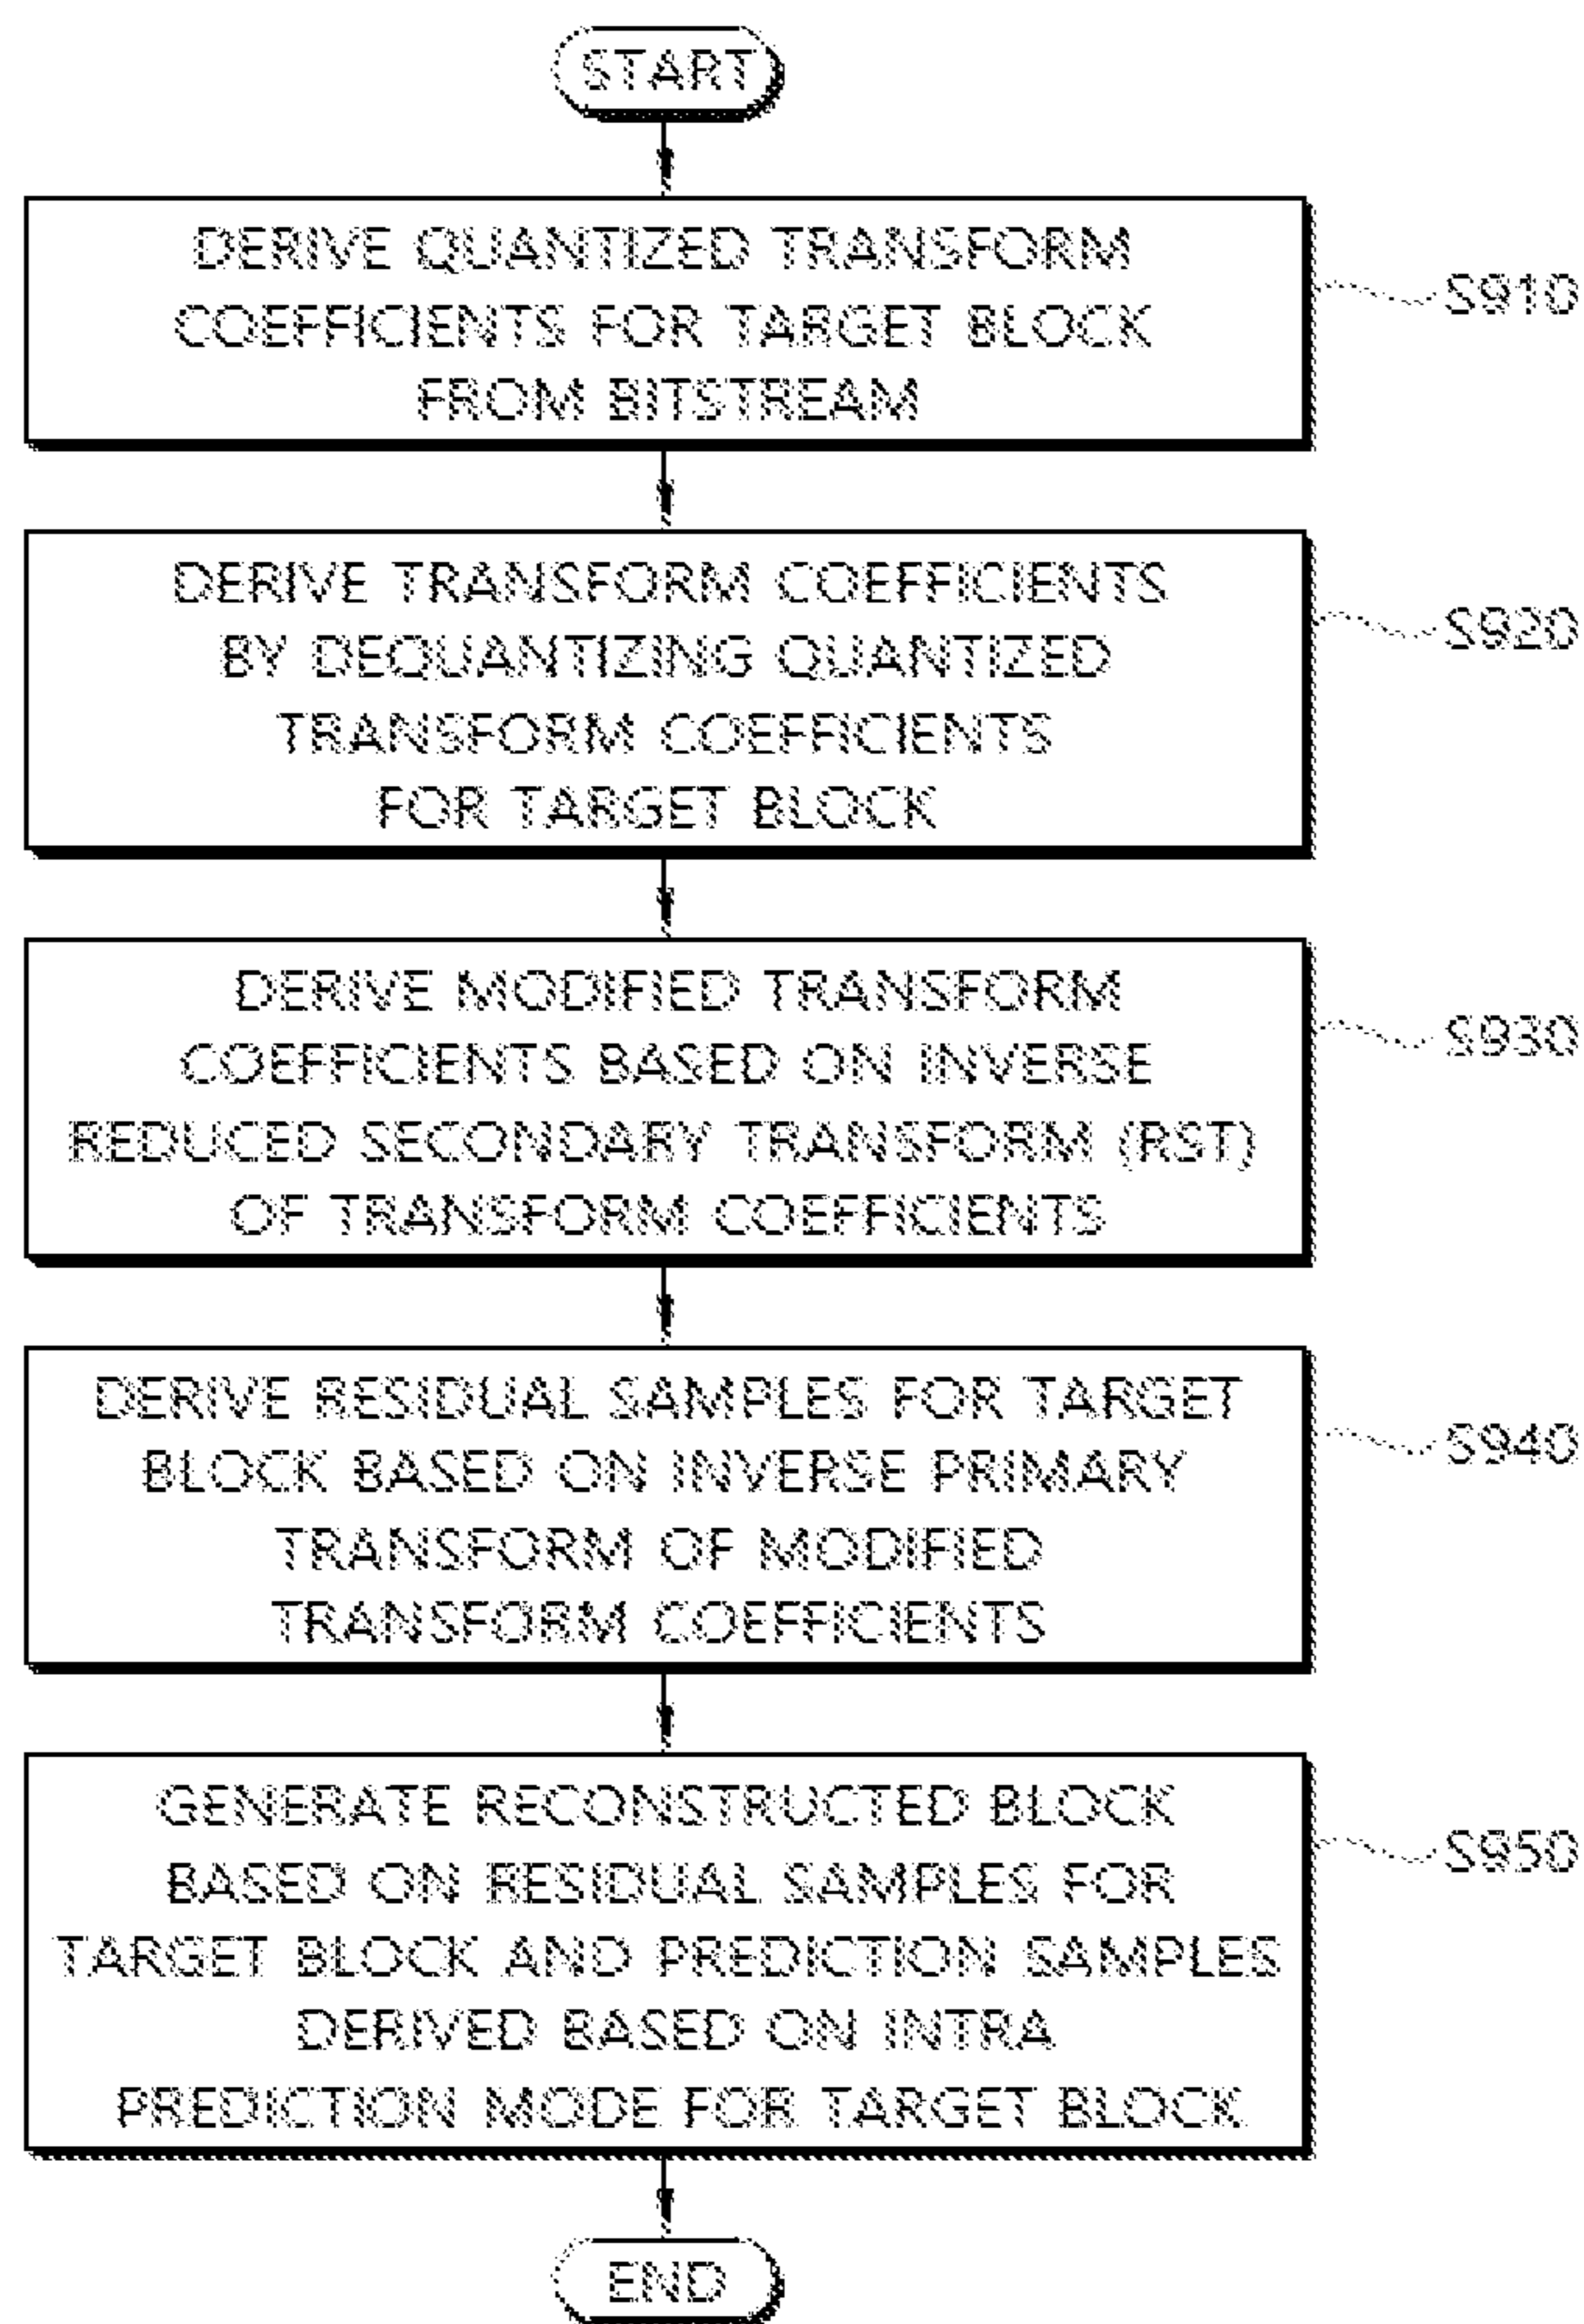 START
DERIVE QUANTIZED TRANSFORM
COEFFICIENTS FOR TARGET BLOCK
FROM BITSTREAM
S910
DERIVE TRANSFORM COEFFICIENTS
BY DEQUANTIZING QUANTIZED
TRANSFORM COEFFICIENTS
FOR TARGET BLOCK
S920
DERIVE MODIFIED TRANSFORM
COEFFICIENTS BASED ON INVERSE
REDUCED SECONDARY TRANSFORM (RST)
OF TRANSFORM COEFFICIENTS
S930
DERIVE RESIDUAL SAMPLES FOR TARGET
BLOCK BASED ON INVERSE PRIMARY
TRANSFORM OF MODIFIED
TRANSFORM COEFFICIENTS
S940
GENERATE RECONSTRUCTED BLOCK
BASED ON RESIDUAL SAMPLES FOR
TARGET BLOCK AND PREDICTION SAMPLES
DERIVED BASED ON INTRA
PREDICTION MODE FOR TARGET BLOCK
S950
END